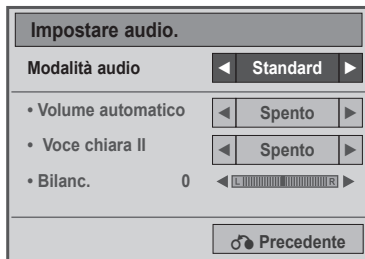 Impostare audio.
Modalità audio ◄ Standard ►
• Volume automatico ◄ Spento ►
• Voce chiara II ◄ Spento ►
• Bilanc. 0 ◄ L R ►
Precedente